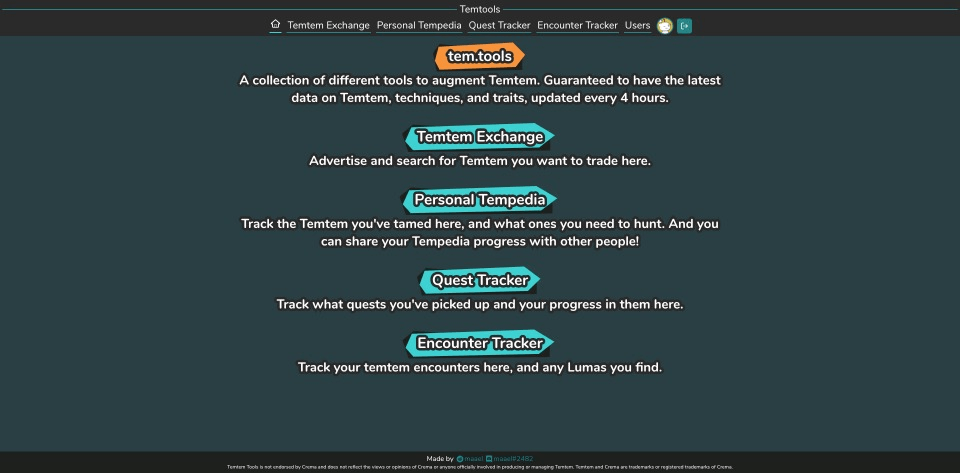 Temtools
Temtem Exchange Personal Tempedia Quest Tracker Encounter Tracker Users
tem.tools
A collection of different tools to augment Temtem. Guaranteed to have the latest
data on Temtem, techniques, and traits, updated every 4 hours.
Temtem Exchange
Advertise and search for Temtem you want to trade here.
Personal Tempedia
Track the Temtem you've tamed here, and what ones you need to hunt. And you
can share your Tempedia progress with other people!
Quest Tracker
Track what quests you've picked up and your progress in them here.
Encounter Tracker
Track your temtem encounters here, and any Lumas you find.
Made by
Temtem Tools is not endorsed by Crema and does not reflect the views or opinions of Crema or anyone officially involved in producing or managing Temtem. Temtem and Crema are trademarks or registered trademarks of Crema.